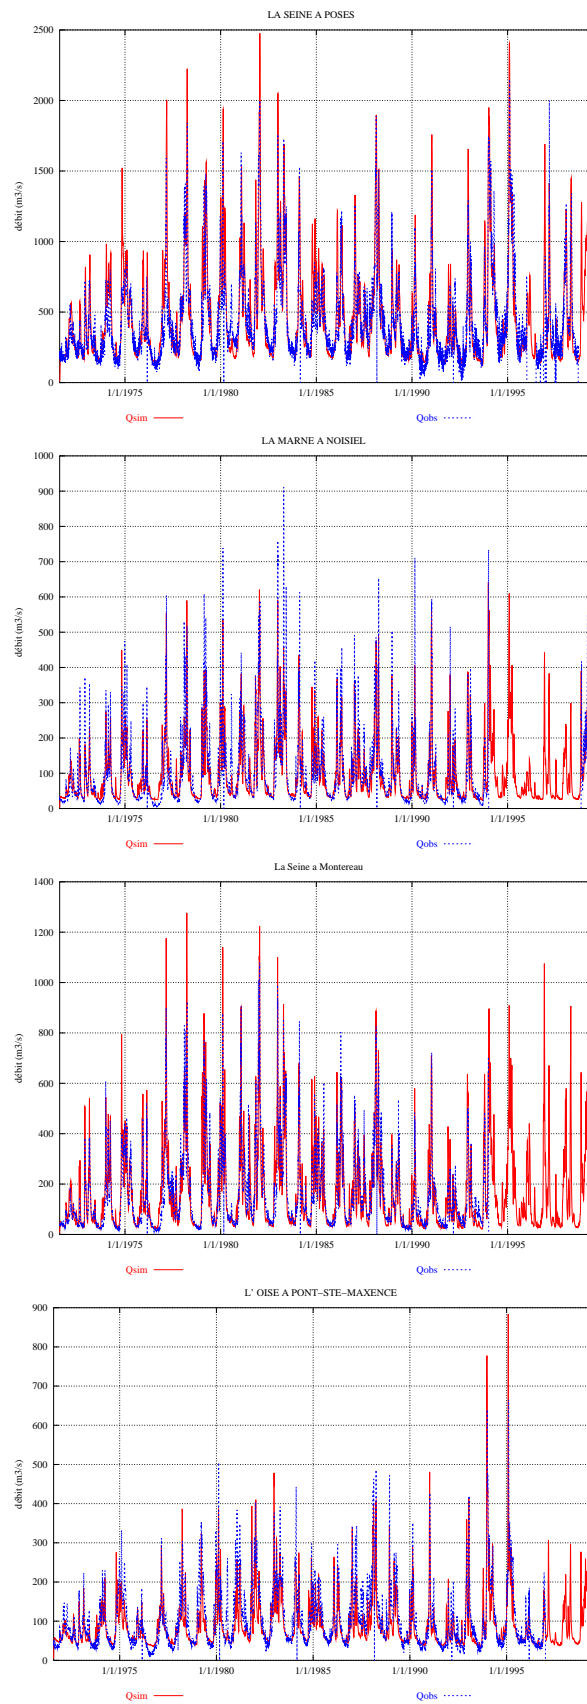 LA SEINE A POSES
2500
2000
1500
1000
500
0
débit (m3/s)
1/1/1975 1/1/1980 1/1/1985 1/1/1990 1/1/1995
Qsim Qobs
LA MARNE A NOISIEL
1000
900
800
700
600
500
400
300
200
100
0
débit (m3/s)
1/1/1975 1/1/1980 1/1/1985 1/1/1990 1/1/1995
Qsim Qobs
La Seine a Montereau
1400
1200
1000
800
600
400
200
0
débit (m3/s)
1/1/1975 1/1/1980 1/1/1985 1/1/1990 1/1/1995
Qsim Qobs
L' OISE A PONT−STE−MAXENCE
900
800
700
600
500
400
300
200
100
0
débit (m3/s)
1/1/1975 1/1/1980 1/1/1985 1/1/1990 1/1/1995
Qsim Qobs